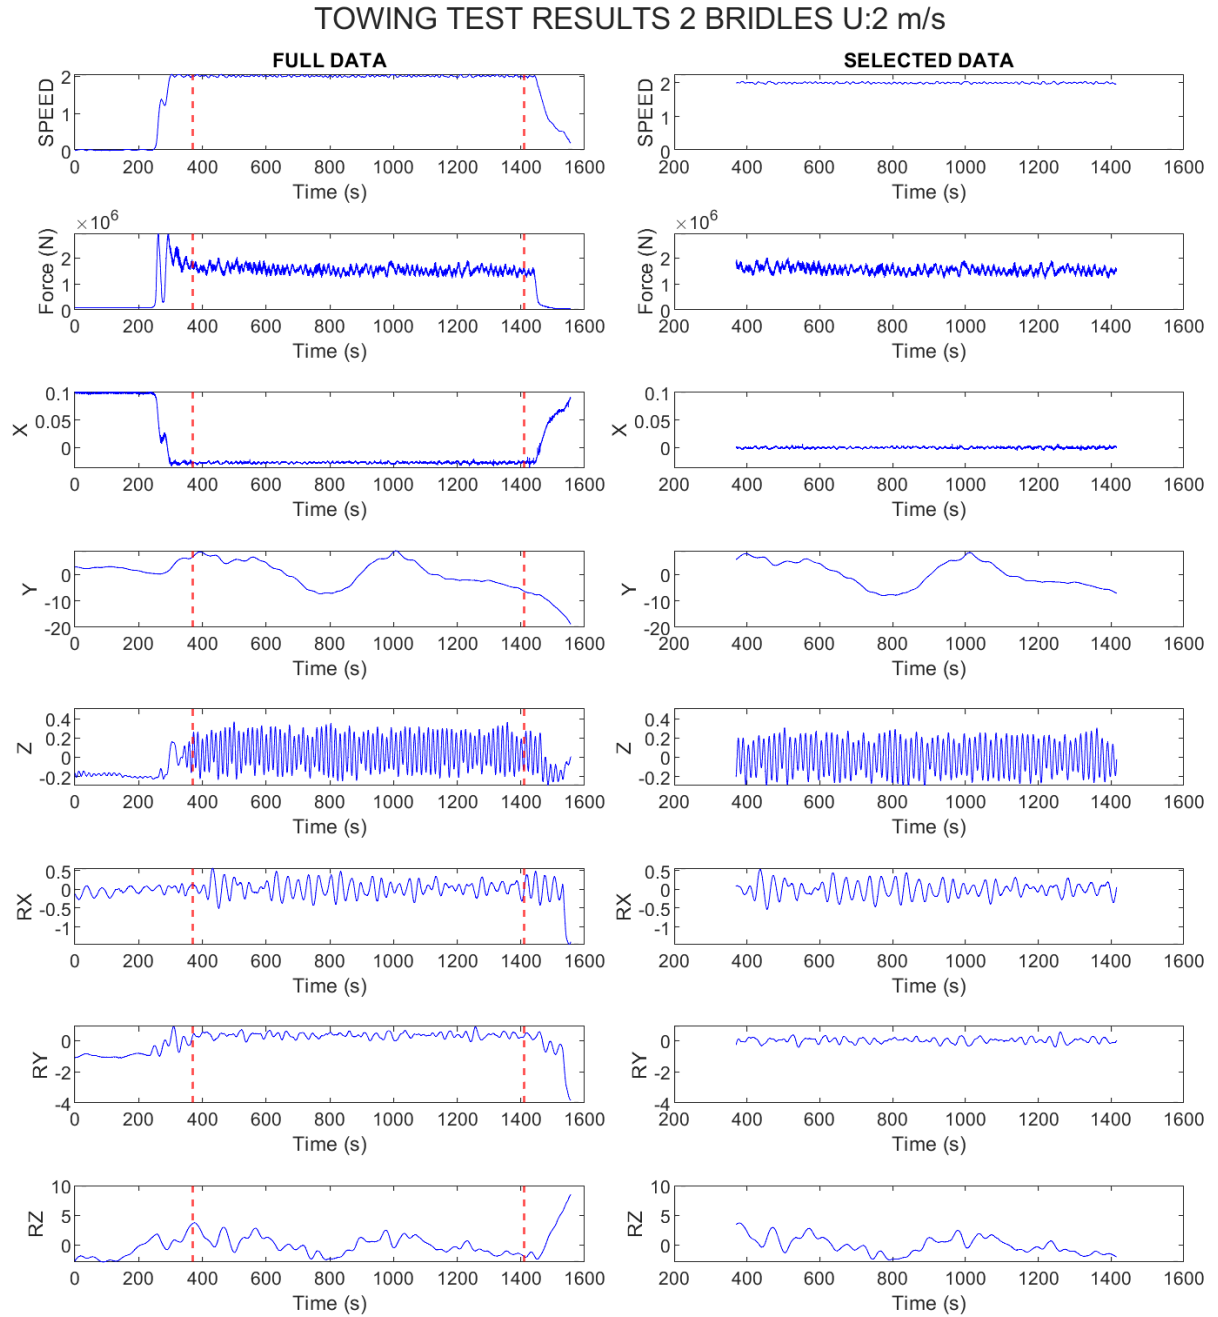 TOWING TEST RESULTS 2 BRIDLES U:2 m/s
FULL DATA
SPEED
2
1
0
0 200 400 600 800 1000 1200 1400 1600
Time (s)
SELECTED DATA
SPEED
2
1
0
200 400 600 800 1000 1200 1400 1600
Time (s)
×10^6
Force (N)
2
1
0
0 200 400 600 800 1000 1200 1400 1600
Time (s)
×10^6
Force (N)
2
1
0
200 400 600 800 1000 1200 1400 1600
Time (s)
X
0.1
0.05
0
0 200 400 600 800 1000 1200 1400 1600
Time (s)
X
0.1
0.05
0
200 400 600 800 1000 1200 1400 1600
Time (s)
Y
0
-10
-20
0 200 400 600 800 1000 1200 1400 1600
Time (s)
Y
0
-10
-20
200 400 600 800 1000 1200 1400 1600
Time (s)
Z
0.4
0.2
0
-0.2
0 200 400 600 800 1000 1200 1400 1600
Time (s)
Z
0.4
0.2
0
-0.2
200 400 600 800 1000 1200 1400 1600
Time (s)
RX
0.5
0
-0.5
-1
0 200 400 600 800 1000 1200 1400 1600
Time (s)
RX
0.5
0
-0.5
-1
200 400 600 800 1000 1200 1400 1600
Time (s)
RY
0
-2
-4
0 200 400 600 800 1000 1200 1400 1600
Time (s)
RY
0
-2
-4
200 400 600 800 1000 1200 1400 1600
Time (s)
RZ
10
5
0
0 200 400 600 800 1000 1200 1400 1600
Time (s)
RZ
10
5
0
200 400 600 800 1000 1200 1400 1600
Time (s)